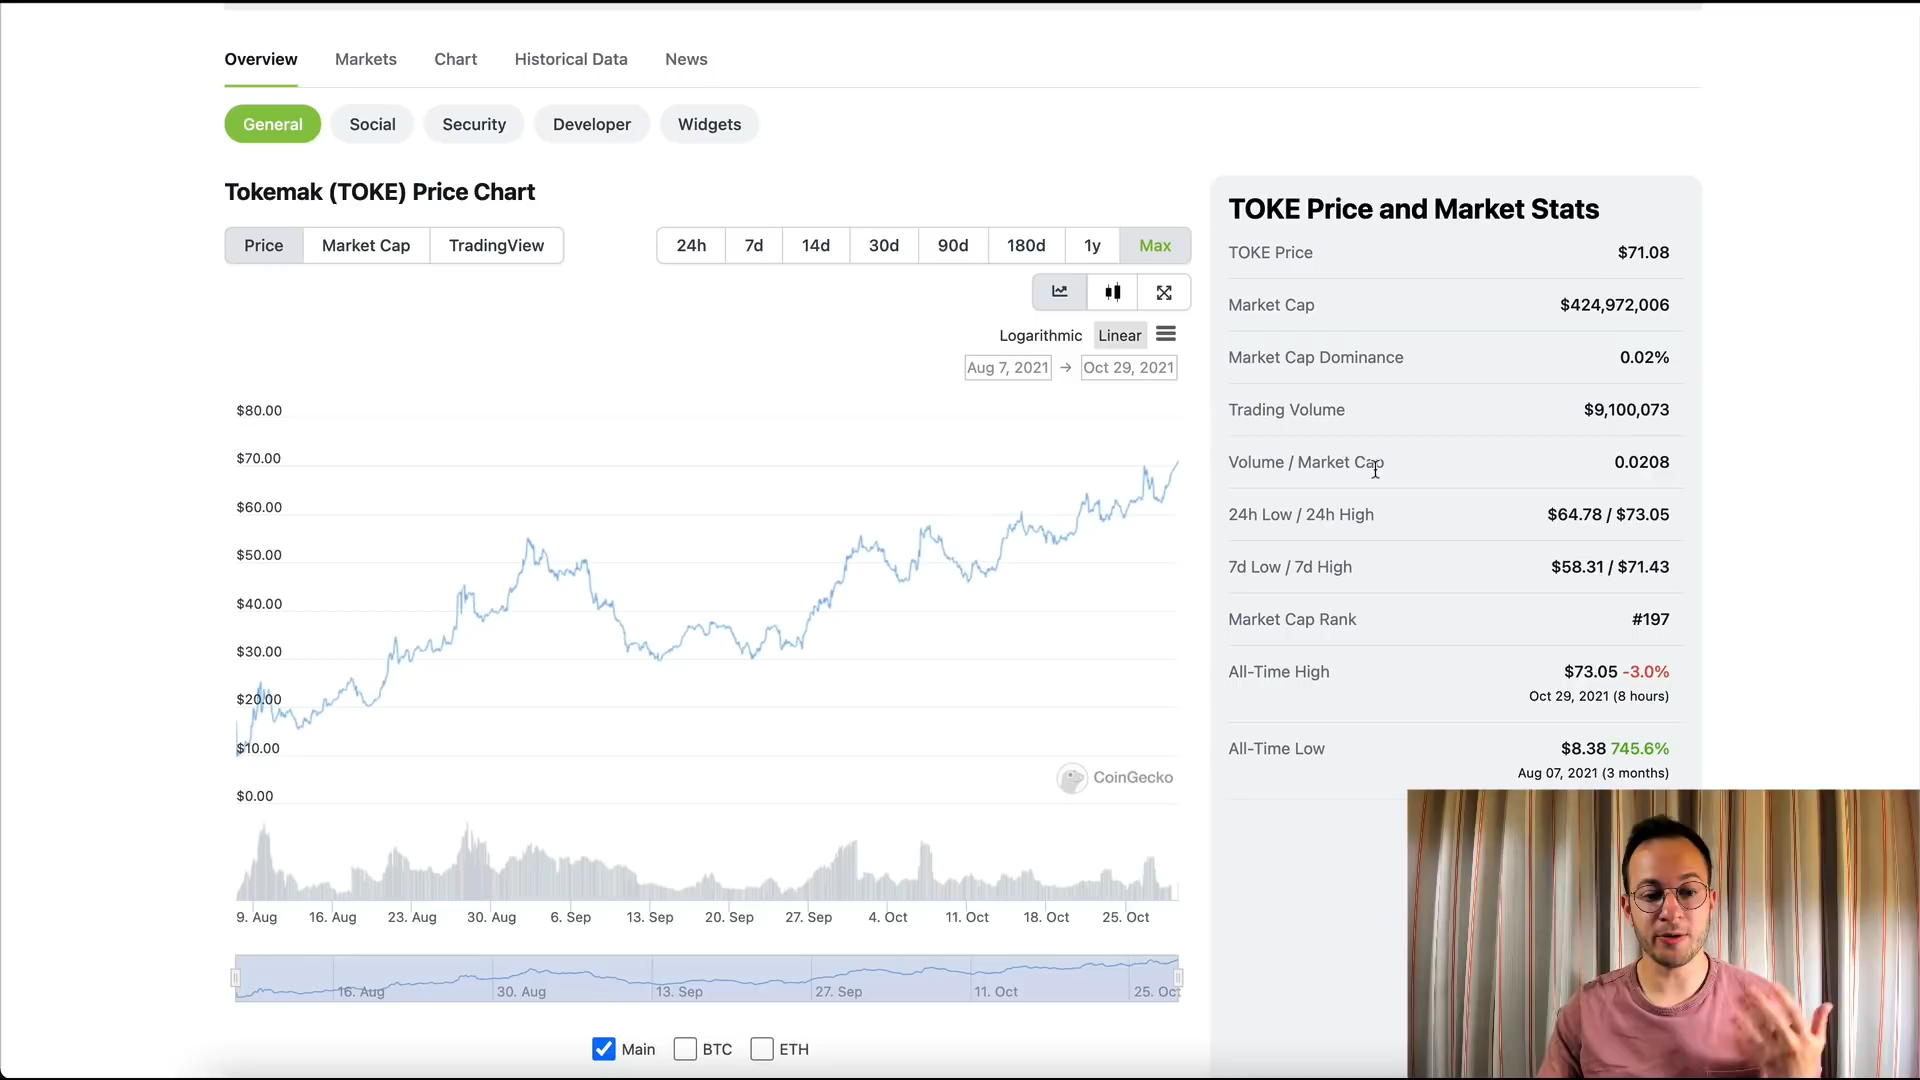 Overview Markets Chart Historical Data News
General Social Security Developer Widgets
Tokemak (TOKE) Price Chart
Price Market Cap TradingView
24h 7d 14d 30d 90d 180d 1y Max
Logarithmic Linear
Aug 7, 2021 → Oct 29, 2021
$80.00
$70.00
$60.00
$50.00
$40.00
$30.00
$20.00
$10.00
$0.00
CoinGecko
9. Aug 16. Aug 23. Aug 30. Aug 6. Sep 13. Sep 20. Sep 27. Sep 4. Oct 11. Oct 18. Oct 25. Oct
16. Aug 30. Aug 13. Sep 27. Sep 11. Oct 25. Oct
Main BTC ETH
TOKE Price and Market Stats
TOKE Price $71.08
Market Cap $424,972,006
Market Cap Dominance 0.02%
Trading Volume $9,100,073
Volume / Market Cap 0.0208
24h Low / 24h High $64.78 / $73.05
7d Low / 7d High $58.31 / $71.43
Market Cap Rank #197
All-Time High $73.05 -3.0%
Oct 29, 2021 (8 hours)
All-Time Low $8.38 745.6%
Aug 07, 2021 (3 months)